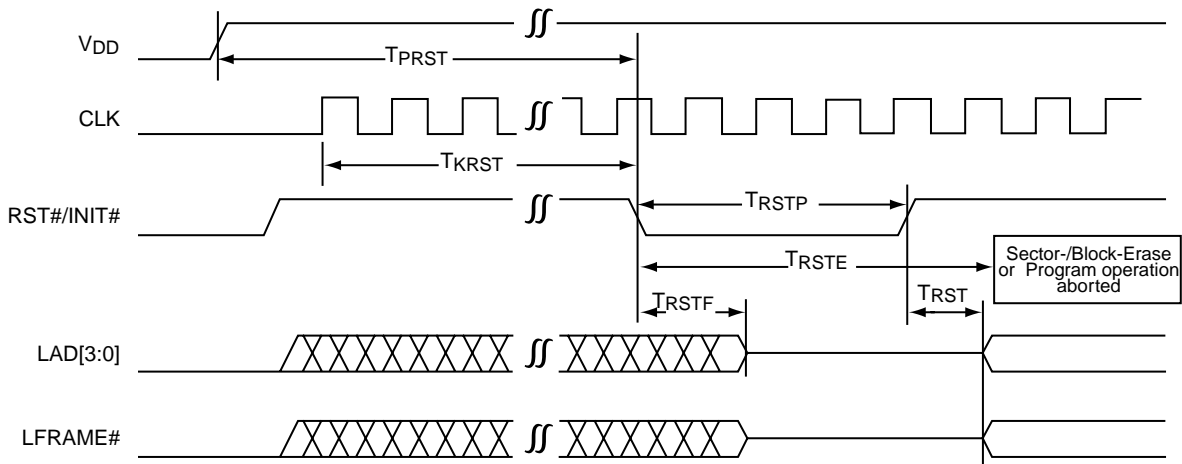 VDD
TPRST
CLK
TKRST
RST#/INIT#
TRSTP
TRSTE
Sector-/Block-Erase
or Program operation
aborted
TRSTF
TRST
LAD[3:0]
LFRAME#